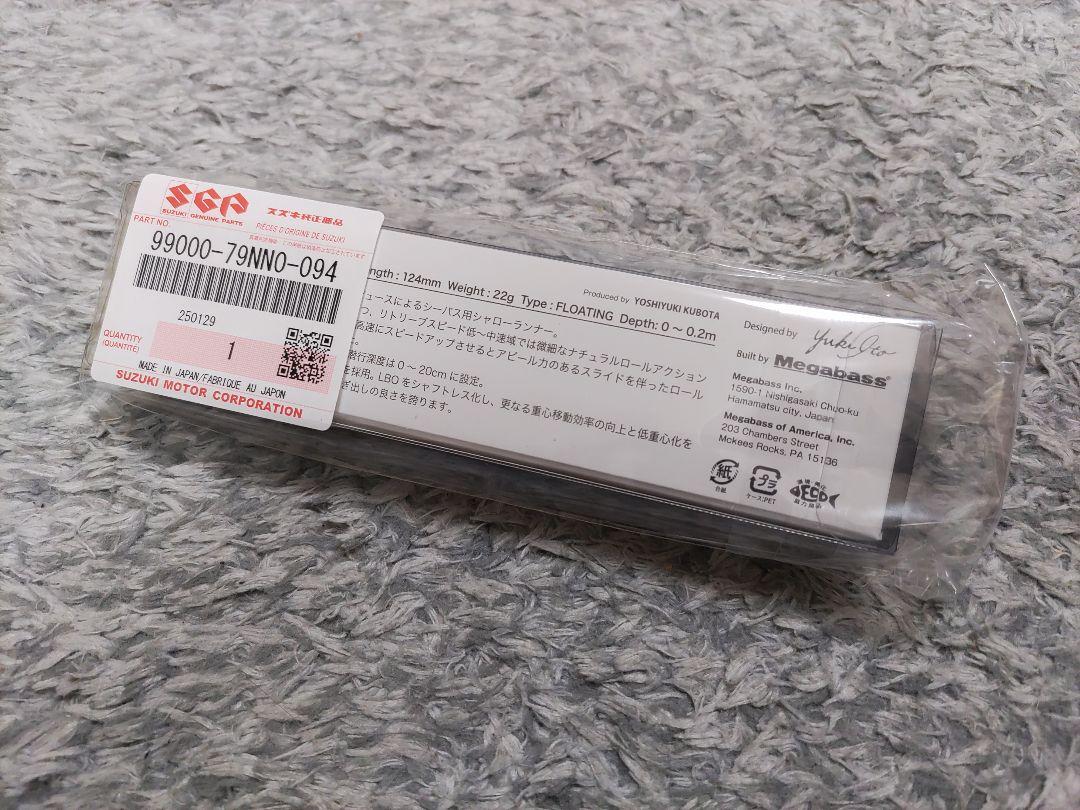 SGP スズキ純正部品
SUZUKI GENUINE PARTS PIÈCES D'ORIGINE DE SUZUKI
PART NO.
99000-79NN0-094
250129
QUANTITY
(QUANTITE)
1
MADE IN JAPAN/FABRIQUE AU JAPON
SUZUKI MOTOR CORPORATION
Produced by YOSHIYUKI KUBOTA
ngth : 124mm Weight : 22g Type : FLOATING Depth: 0 ~ 0.2m
ュースによるシーバス用シャローランナー。
つ、リトリーブスピード低~中速域では微細なナチュラルロールアクション
高速にスピードアップさせるとアピール力のあるスライドを伴ったロール
。
潜行深度は 0 ~ 20cm に設定。
を採用。LBO をシャフトレス化し、更なる重心移動効率の向上と低重心化を
ぎ出しの良さを誇ります。
Designed by Yuki Ito
Built by Megabass®
Megabass Inc.
1590-1 Nishigasaki Chuo-ku
Hamamatsu city, Japan
Megabass of America, Inc.
203 Chambers Street
Mckees Rocks, PA 15136
紙
台紙
プラ
ケース:PET
ECO